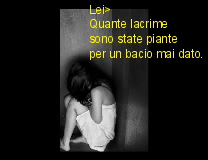 Lei>
Quante lacrime
sono state piante
per un bacio mai dato.